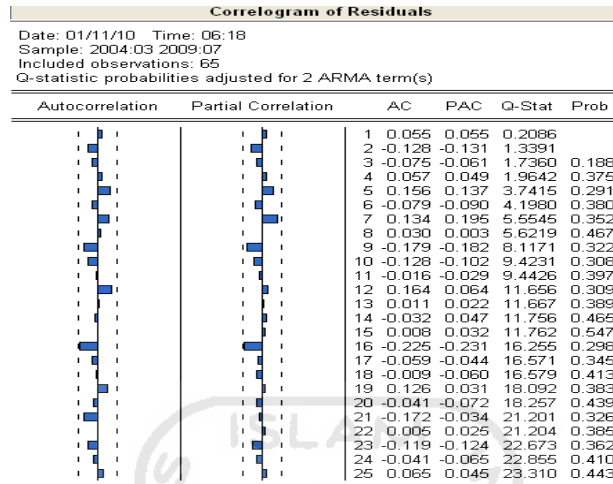 Correlogram of Residuals
Date: 01/11/10 Time: 06:18
Sample: 2004:03 2009:07
Included observations: 65
Q-statistic probabilities adjusted for 2 ARMA term(s)
Autocorrelation Partial Correlation AC PAC Q-Stat Prob
1 0.055 0.055 0.2086
2 -0.128 -0.131 1.3391
3 -0.075 -0.061 1.7360 0.188
4 0.057 0.049 1.9642 0.375
5 0.156 0.137 3.7415 0.291
6 -0.079 -0.090 4.1980 0.380
7 0.134 0.195 5.5545 0.352
8 0.030 0.003 5.6219 0.467
9 -0.179 -0.182 8.1171 0.322
10 -0.128 -0.102 9.4231 0.308
11 -0.016 -0.029 9.4426 0.397
12 0.164 0.064 11.656 0.309
13 0.011 0.022 11.667 0.389
14 -0.032 0.047 11.756 0.465
15 0.008 0.032 11.762 0.547
16 -0.225 -0.231 16.255 0.298
17 -0.059 -0.044 16.571 0.345
18 -0.009 -0.060 16.579 0.413
19 0.126 0.031 18.092 0.383
20 -0.041 -0.072 18.257 0.439
21 -0.172 -0.034 21.201 0.326
22 0.005 0.025 21.204 0.385
23 -0.119 -0.124 22.673 0.362
24 -0.041 -0.065 22.855 0.410
25 0.065 0.045 23.310 0.443